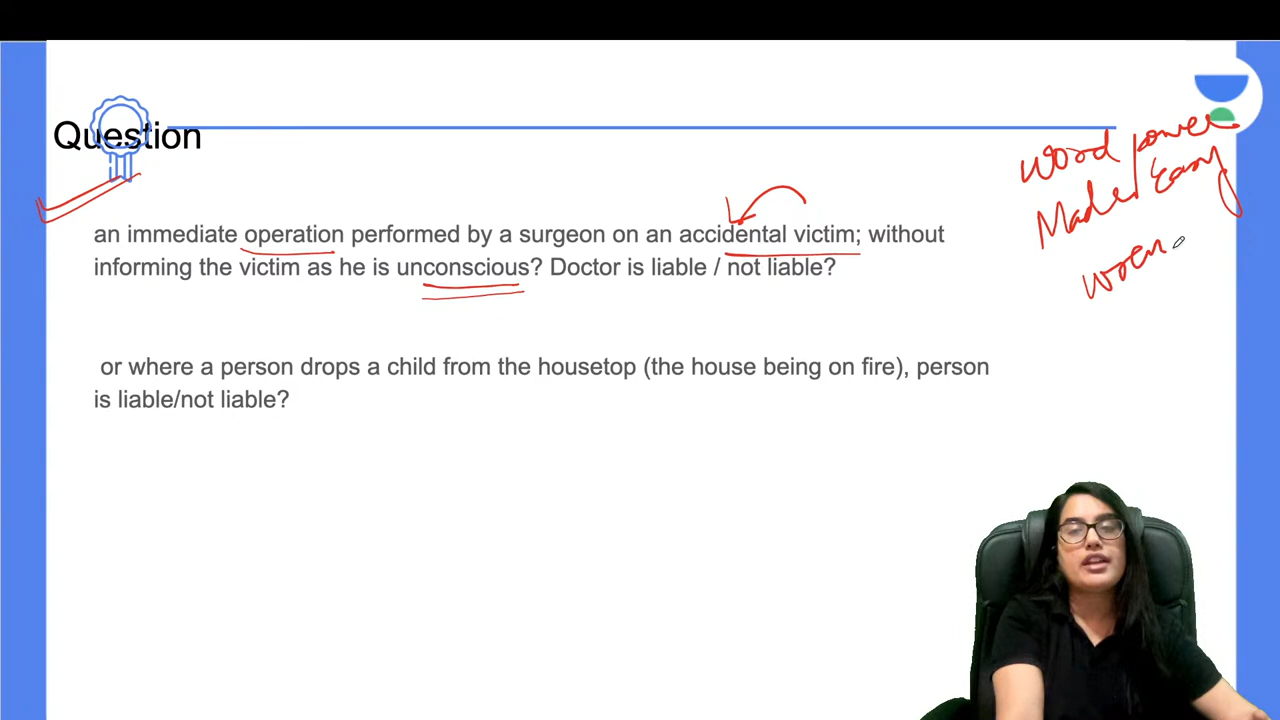 Question
word power
Made Easy
wren
an immediate operation performed by a surgeon on an accidental victim; without
informing the victim as he is unconscious? Doctor is liable / not liable?
or where a person drops a child from the housetop (the house being on fire), person
is liable/not liable?